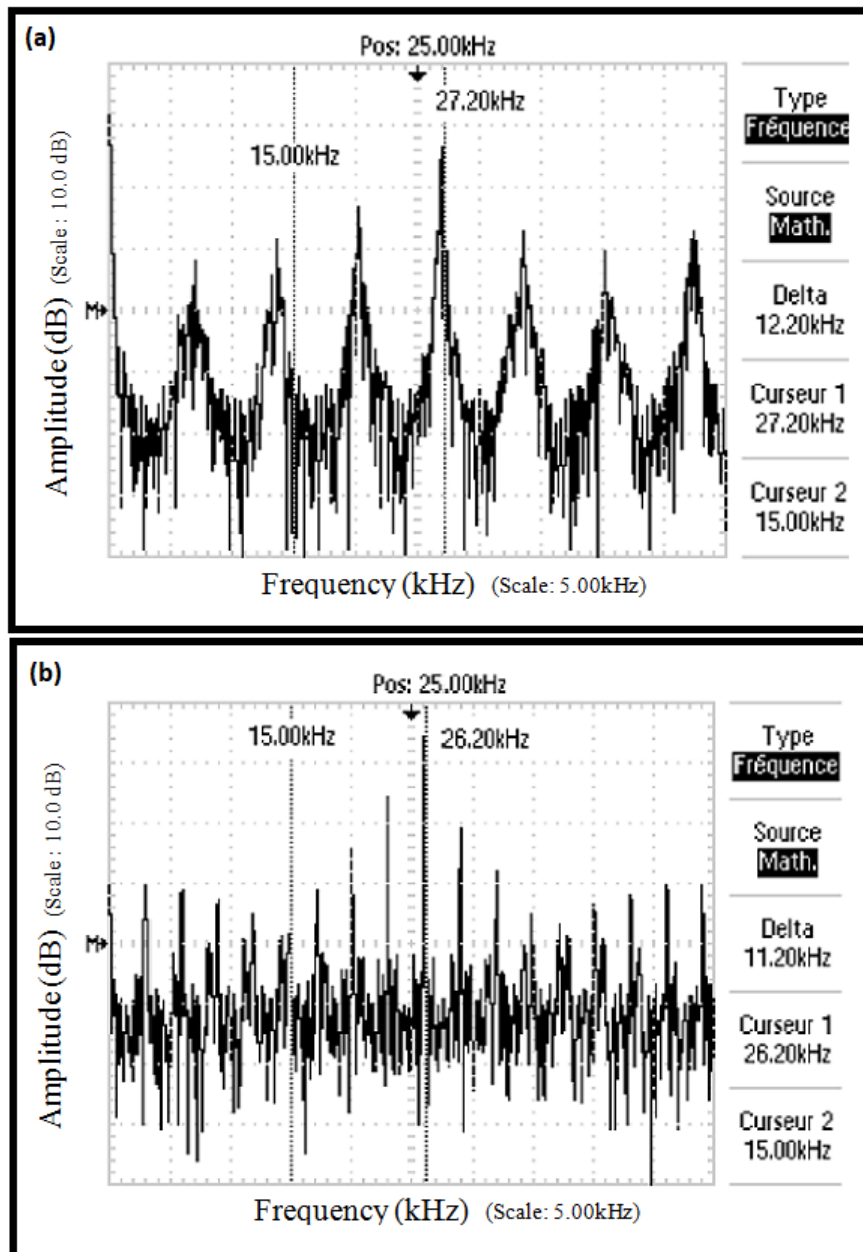 (a)
Pos: 25.00kHz
27.20kHz
15.00kHz
Type
Fréquence
Source
Math.
Delta
12.20kHz
Curseur 1
27.20kHz
Curseur 2
15.00kHz
M
Amplitude (dB) (Scale : 10.0 dB)
Frequency (kHz) (Scale: 5.00kHz)
(b)
Pos: 25.00kHz
15.00kHz
26.20kHz
Type
Fréquence
Source
Math.
Delta
11.20kHz
Curseur 1
26.20kHz
Curseur 2
15.00kHz
M
Amplitude (dB) (Scale : 10.0 dB)
Frequency (kHz) (Scale: 5.00kHz)